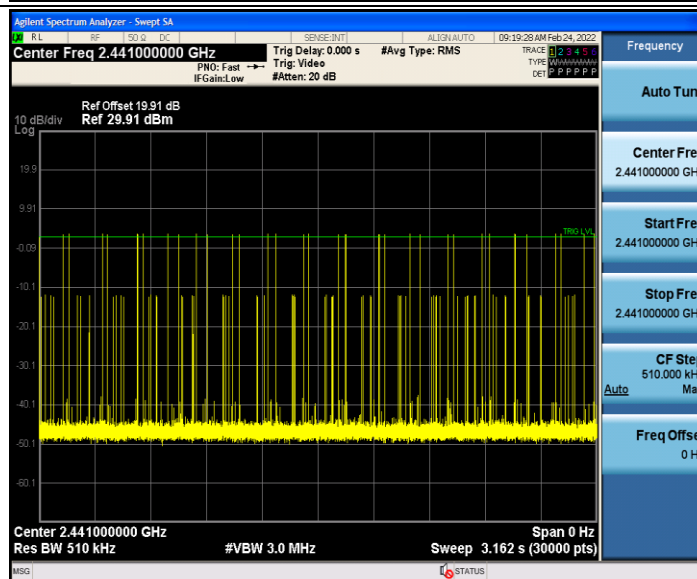 Agilent Spectrum Analyzer - Swept SA
LXI RL RF 50 Ω DC SENSE:INT ALIGN AUTO 09:19:28 AM Feb 24, 2022
Center Freq 2.441000000 GHz
PNO: Fast
IFGain:Low
Trig Delay: 0.000 s
Trig: Video
#Atten: 20 dB
#Avg Type: RMS
TRACE 1 2 3 4 5 6
TYPE WWWWWW
DET P P P P P P
Ref Offset 19.91 dB
10 dB/div Ref 29.91 dBm
Log
19.9
9.91
TRIG LVL
-0.09
-10.1
-20.1
-30.1
-40.1
-50.1
-60.1
Center 2.441000000 GHz Span 0 Hz
Res BW 510 kHz #VBW 3.0 MHz Sweep 3.162 s (30000 pts)
MSG STATUS
Frequency
Auto Tun
Center Fre
2.441000000 GH
Start Fre
2.441000000 GH
Stop Fre
2.441000000 GH
CF Ste
510.000 kH
Auto Ma
Freq Offse
0 H